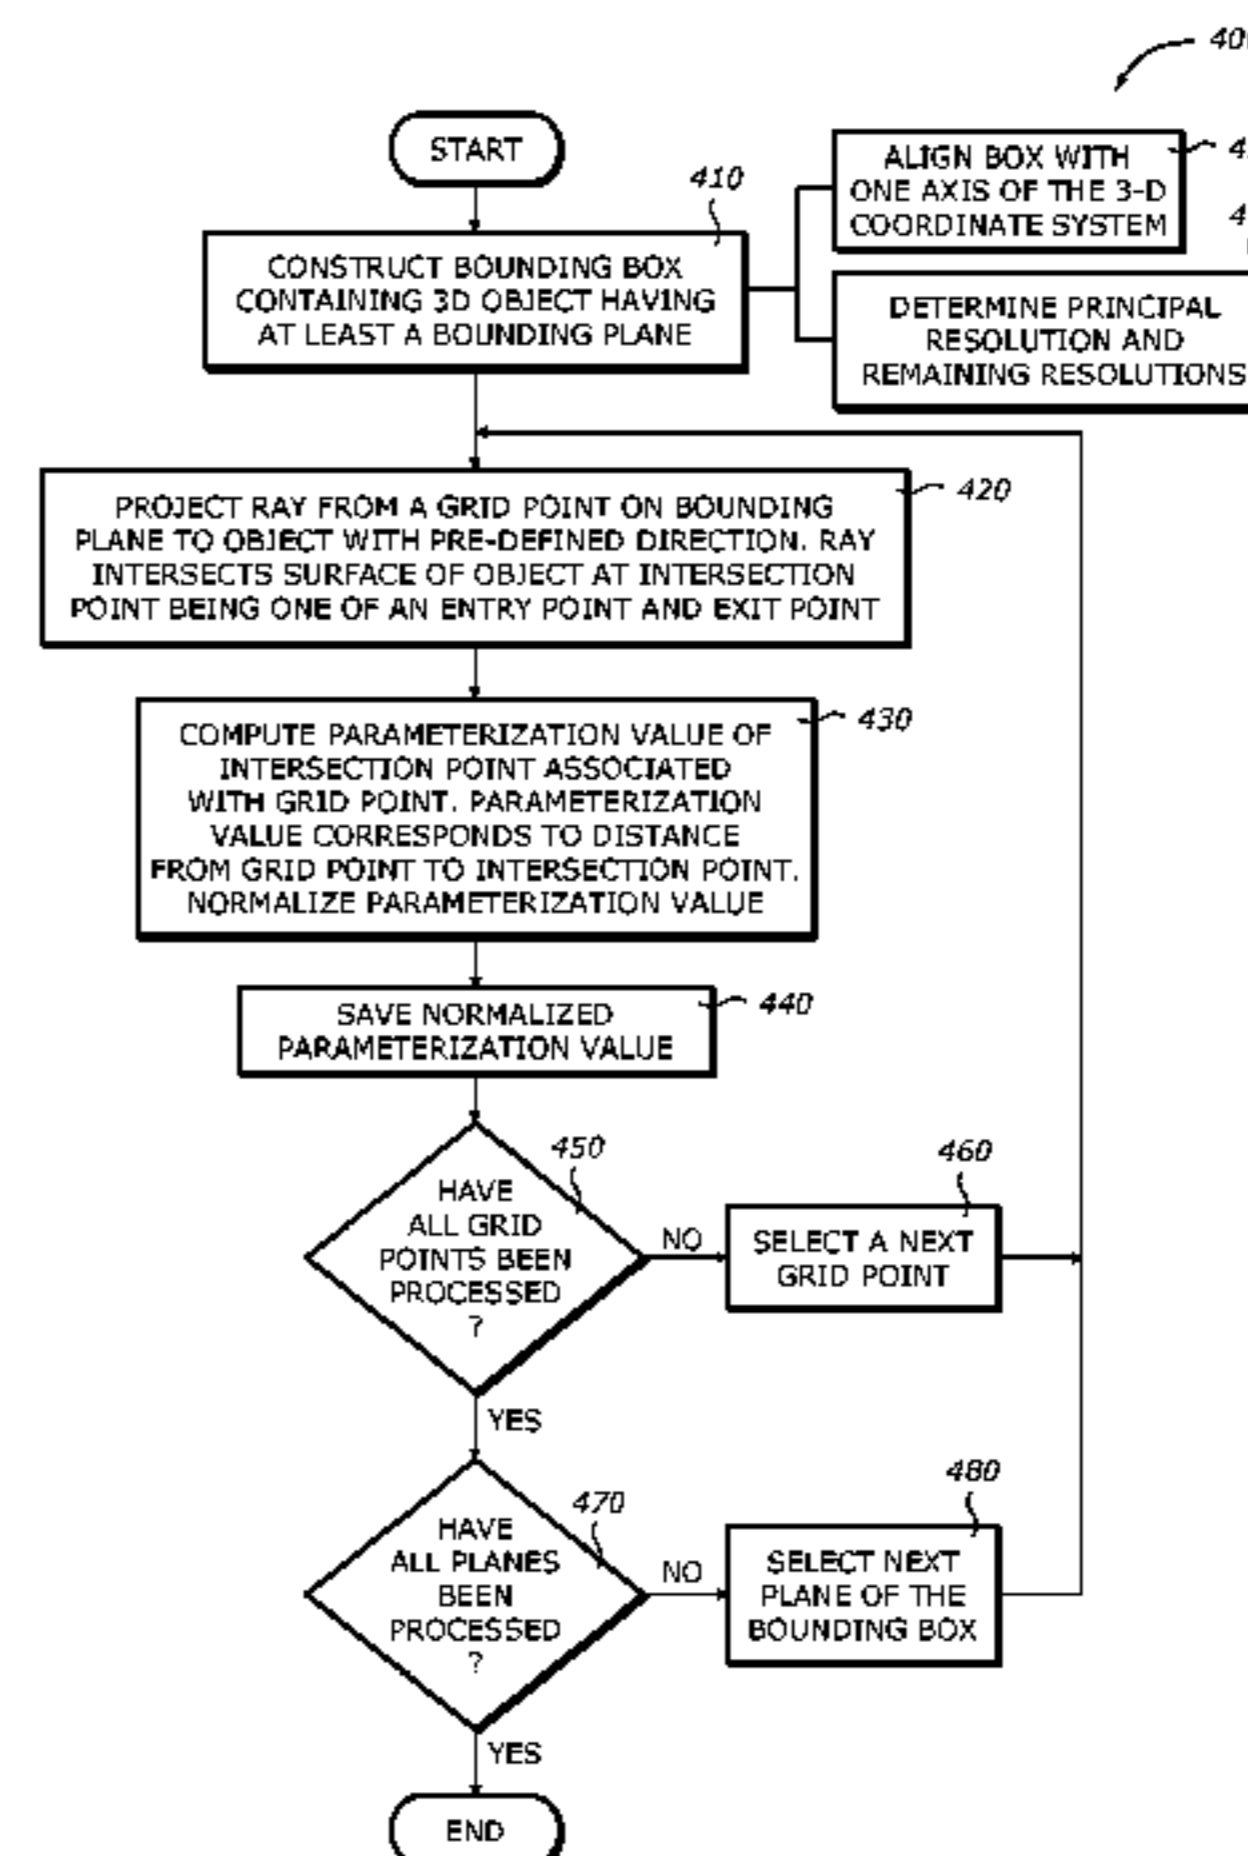 START
410
CONSTRUCT BOUNDING BOX
CONTAINING 3D OBJECT HAVING
AT LEAST A BOUNDING PLANE
ALIGN BOX WITH
ONE AXIS OF THE 3-D
COORDINATE SYSTEM
DETERMINE PRINCIPAL
RESOLUTION AND
REMAINING RESOLUTIONS
420
PROJECT RAY FROM A GRID POINT ON BOUNDING
PLANE TO OBJECT WITH PRE-DEFINED DIRECTION. RAY
INTERSECTS SURFACE OF OBJECT AT INTERSECTION
POINT BEING ONE OF AN ENTRY POINT AND EXIT POINT
430
COMPUTE PARAMETERIZATION VALUE OF
INTERSECTION POINT ASSOCIATED
WITH GRID POINT. PARAMETERIZATION
VALUE CORRESPONDS TO DISTANCE
FROM GRID POINT TO INTERSECTION POINT.
NORMALIZE PARAMETERIZATION VALUE
440
SAVE NORMALIZED
PARAMETERIZATION VALUE
450
HAVE
ALL GRID
POINTS BEEN
PROCESSED
?
NO
460
SELECT A NEXT
GRID POINT
YES
470
HAVE
ALL PLANES
BEEN
PROCESSED
?
NO
480
SELECT NEXT
PLANE OF THE
BOUNDING BOX
YES
END